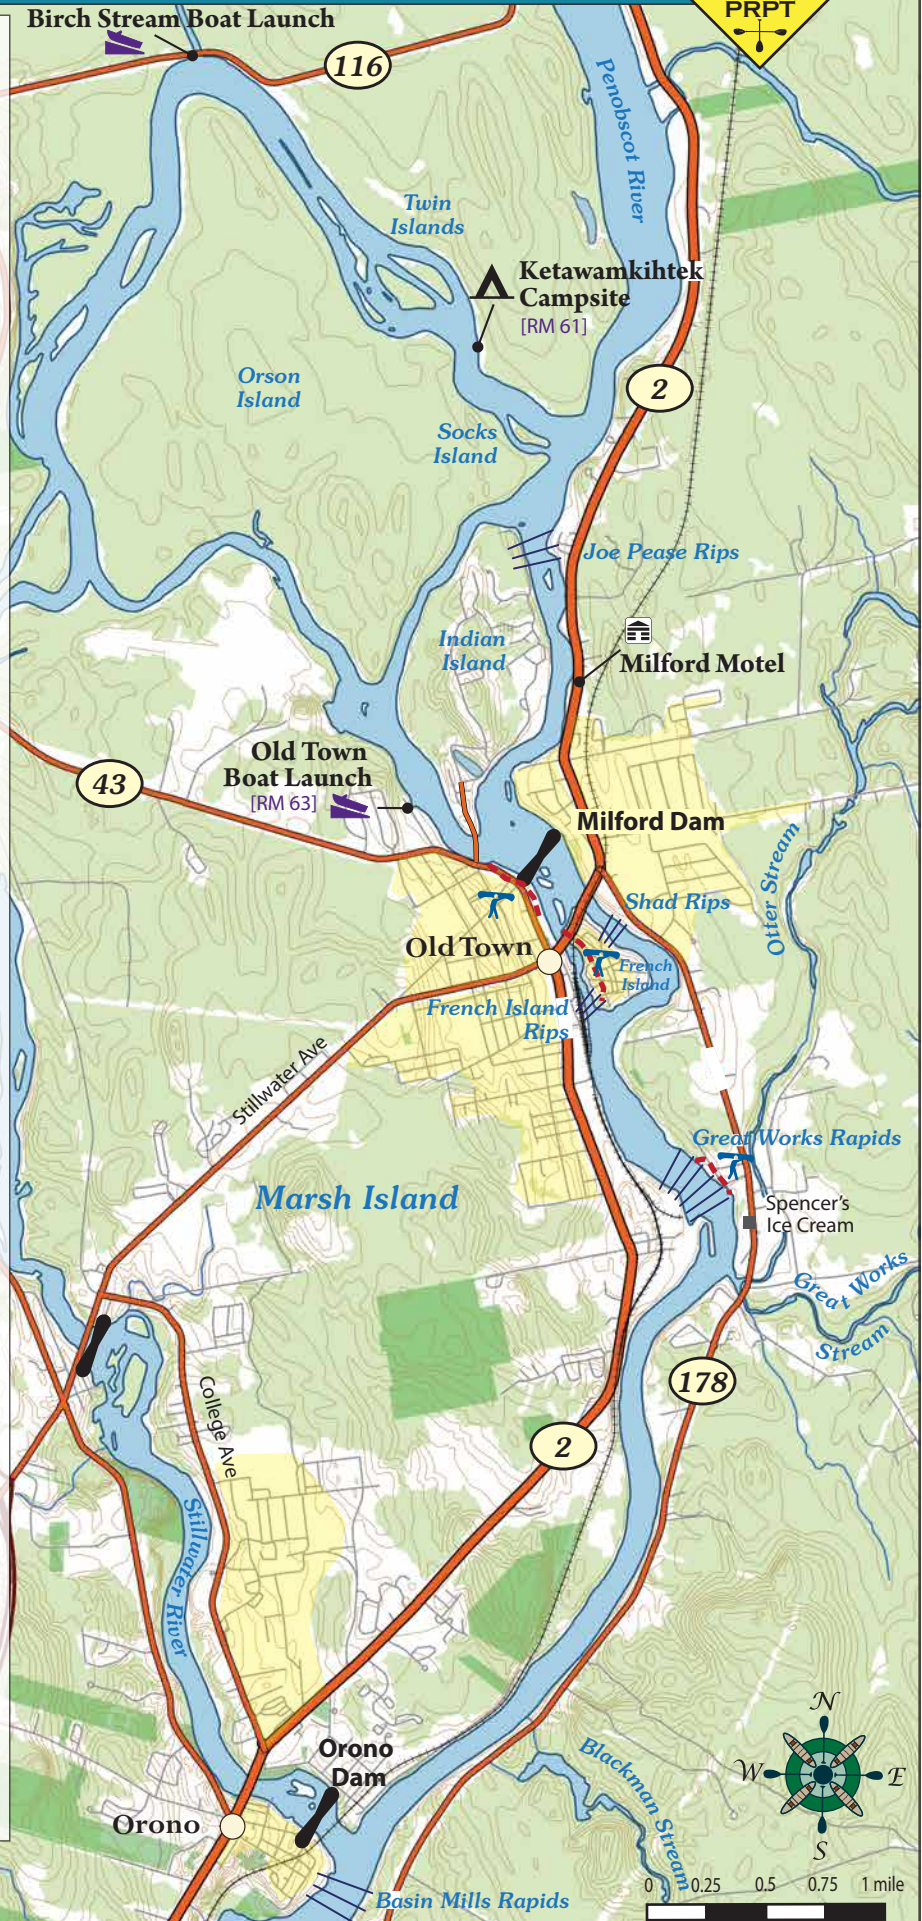 PRPT
Birch Stream Boat Launch
116
Penobscot River
Twin
Islands
Ketawamkihtek
Campsite
[RM 61]
Orson
Island
2
Socks
Island
Joe Pease Rips
Indian
Island
Milford Motel
Old Town
Boat Launch
[RM 63]
43
Milford Dam
Otter Stream
Shad Rips
Old Town
French
Island
French Island
Rips
Stillwater Ave
Great Works Rapids
Marsh Island
Spencer's
Ice Cream
Great Works
Stream
178
College Ave
2
Stillwater River
N
W
E
S
Orono
Dam
Blackman Stream
Orono
0 0.25 0.5 0.75 1 mile
Basin Mills Rapids